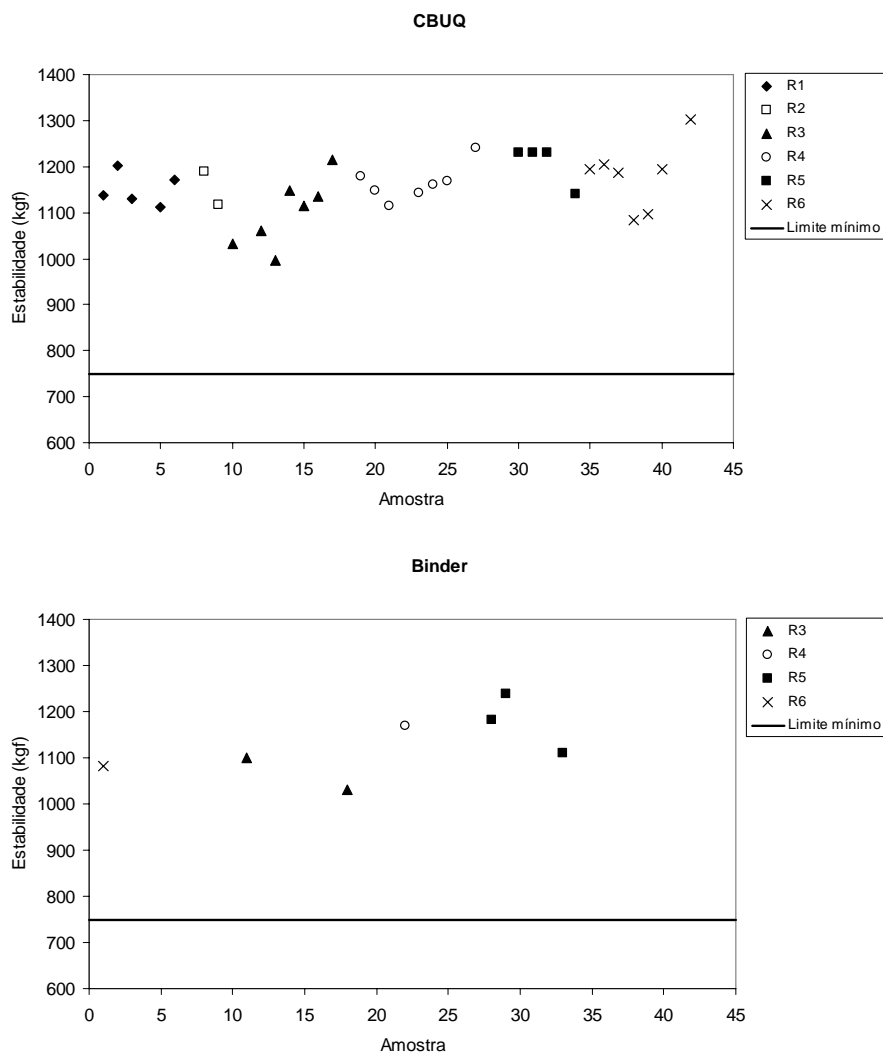 CBUQ
1400
1300
1200
1100
1000
900
800
700
600
Estabilidade (kgf)
0 5 10 15 20 25 30 35 40 45
Amostra
R1
R2
R3
R4
R5
R6
Limite mínimo
Binder
1400
1300
1200
1100
1000
900
800
700
600
Estabilidade (kgf)
0 5 10 15 20 25 30 35 40 45
Amostra
R3
R4
R5
R6
Limite mínimo